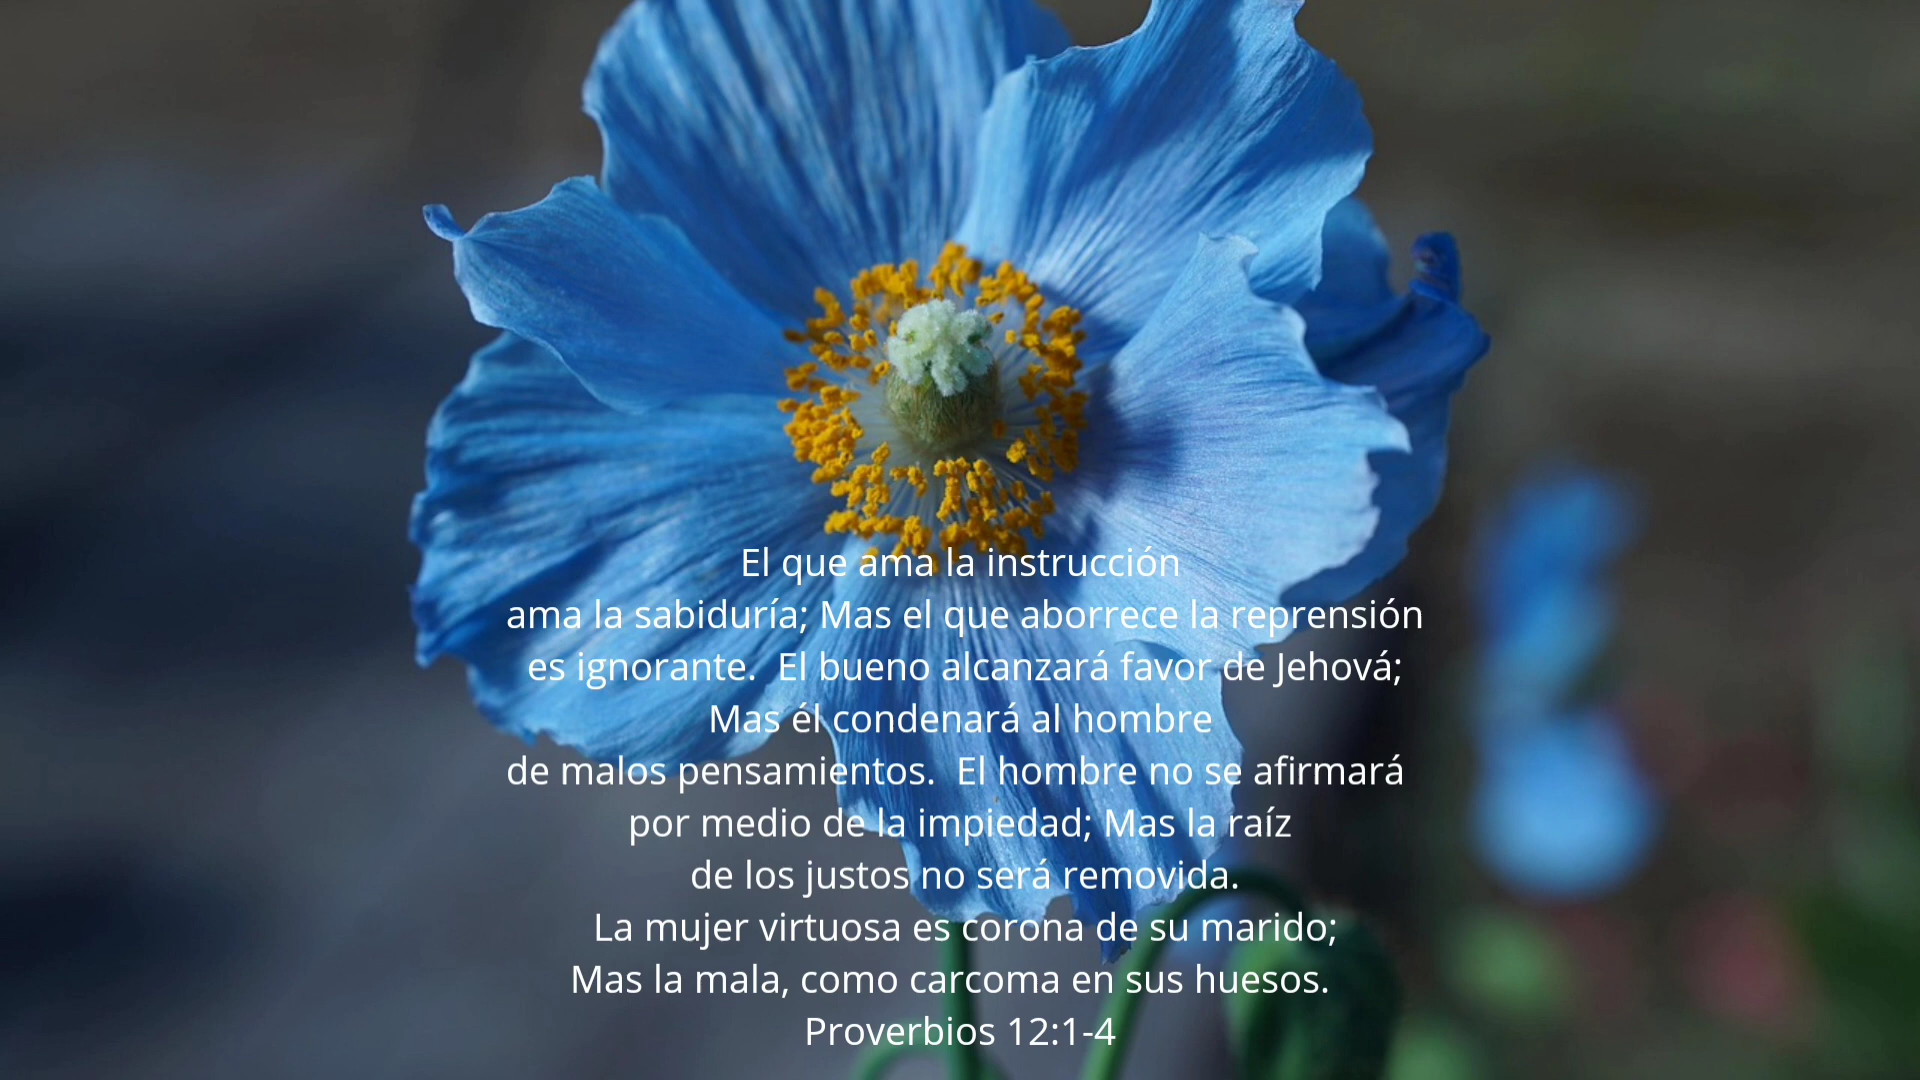 El que ama la instrucción
ama la sabiduría; Mas el que aborrece la reprensión
es ignorante.  El bueno alcanzará favor de Jehová;
Mas él condenará al hombre
de malos pensamientos.  El hombre no se afirmará
por medio de la impiedad; Mas la raíz
de los justos no será removida.
La mujer virtuosa es corona de su marido;
Mas la mala, como carcoma en sus huesos.
Proverbios 12:1-4